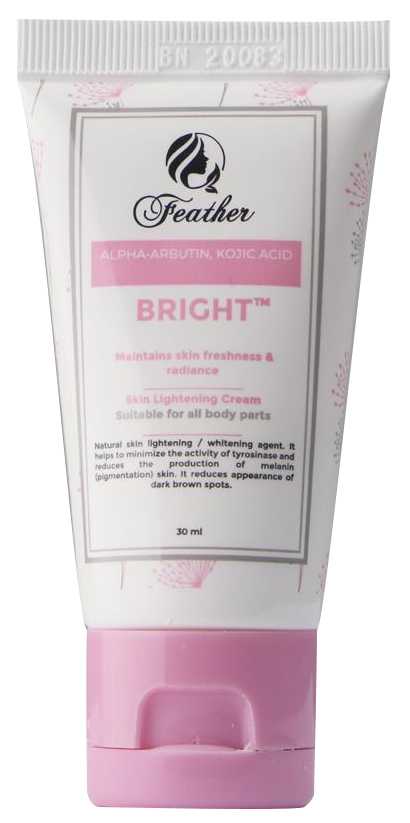 BN 20083
Feather
ALPHA-ARBUTIN, KOJIC ACID
BRIGHT™
Maintains skin freshness &
radiance
Skin Lightening Cream
Suitable for all body parts
Natural skin lightening / whitening agent. It
helps to minimize the activity of tyrosinase and
reduces the production of melanin
(pigmentation) skin. It reduces appearance of
dark brown spots.
30 ml